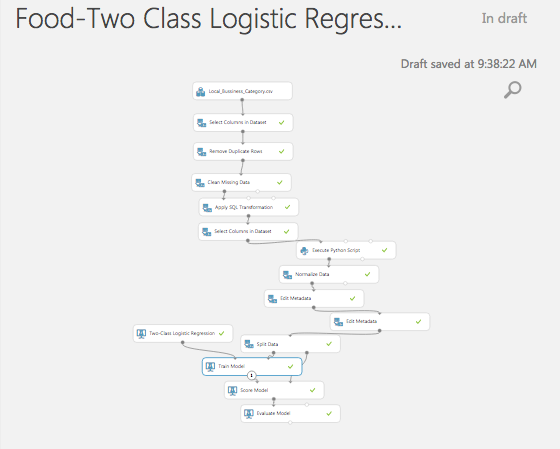 Food-Two Class Logistic Regres...
In draft
Draft saved at 9:38:22 AM
Local_Bussiness_Category.csv
Select Columns in Dataset
Remove Duplicate Rows
Clean Missing Data
Apply SQL Transformation
Select Columns in Dataset
Execute Python Script
Normalize Data
Edit Metadata
Edit Metadata
Two-Class Logistic Regression
Split Data
Train Model
1
Score Model
Evaluate Model